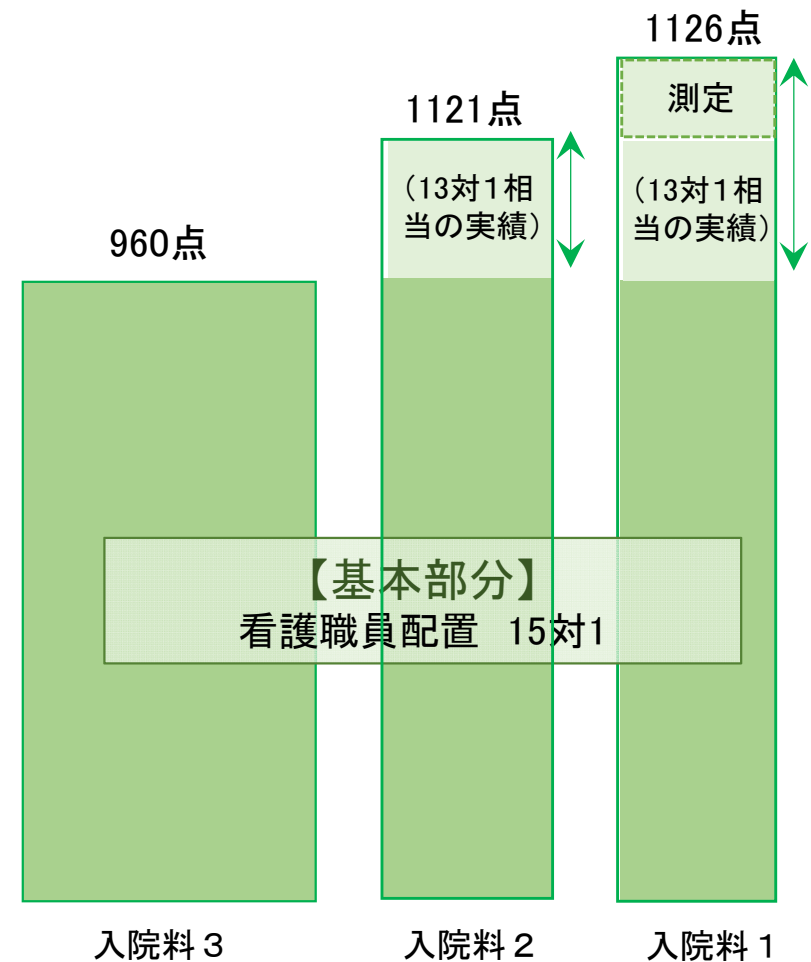 1126点
測定
1121点
（13対１相
当の実績）
（13対１相
当の実績）
960点
【基本部分】
看護職員配置　15対1
入院料３
入院料２
入院料１